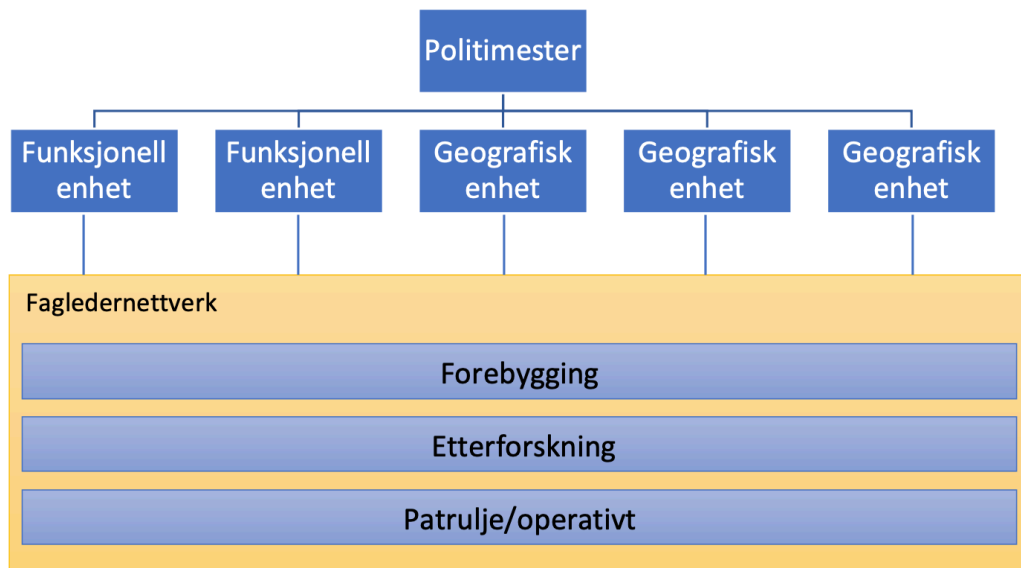 Politimester
Funksjonell
enhet
Funksjonell
enhet
Geografisk
enhet
Geografisk
enhet
Geografisk
enhet
Fagledernettverk
Forebygging
Etterforskning
Patrulje/operativt